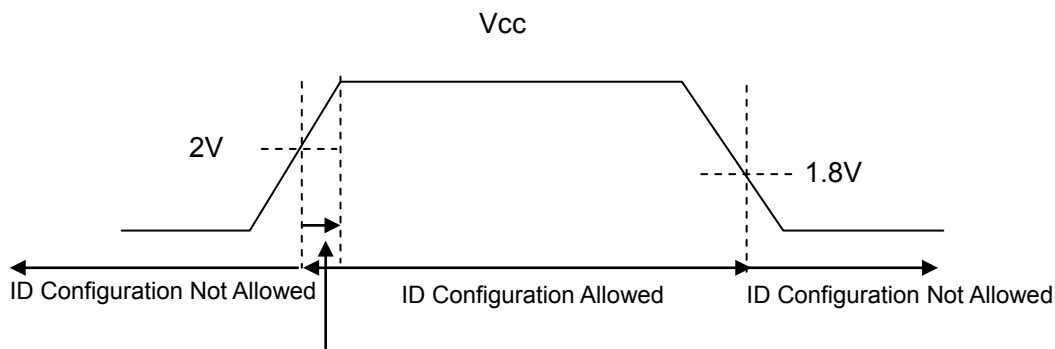 Vcc
2V
1.8V
ID Configuration Not Allowed
ID Configuration Allowed
ID Configuration Not Allowed